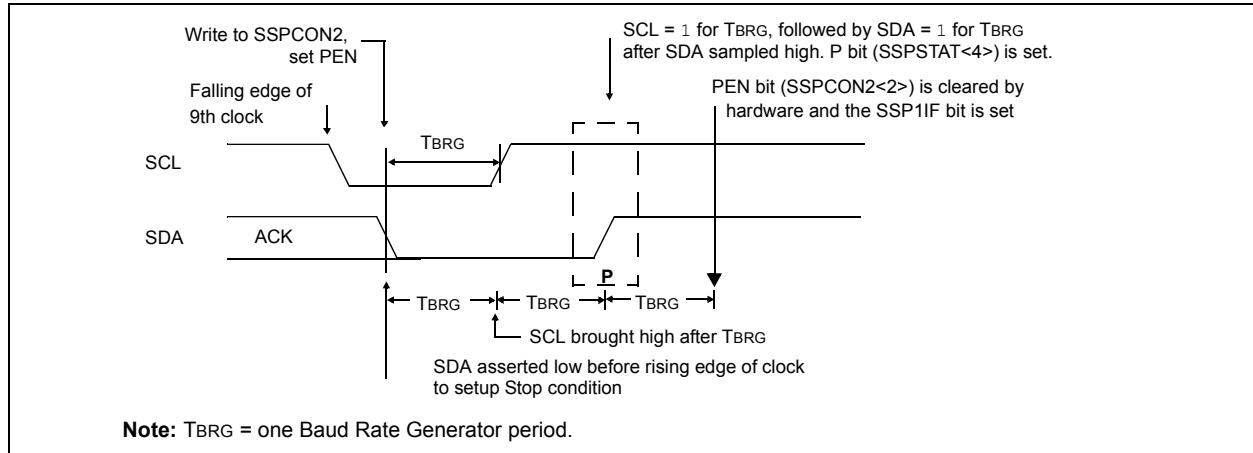 Write to SSPCON2,
set PEN
SCL = 1 for TBRG, followed by SDA = 1 for TBRG
after SDA sampled high. P bit (SSPSTAT<4>) is set.
Falling edge of
9th clock
PEN bit (SSPCON2<2>) is cleared by
hardware and the SSP1IF bit is set
TBRG
SCL
SDA
ACK
P
TBRG
TBRG
TBRG
SCL brought high after TBRG
SDA asserted low before rising edge of clock
to setup Stop condition
Note: TBRG = one Baud Rate Generator period.